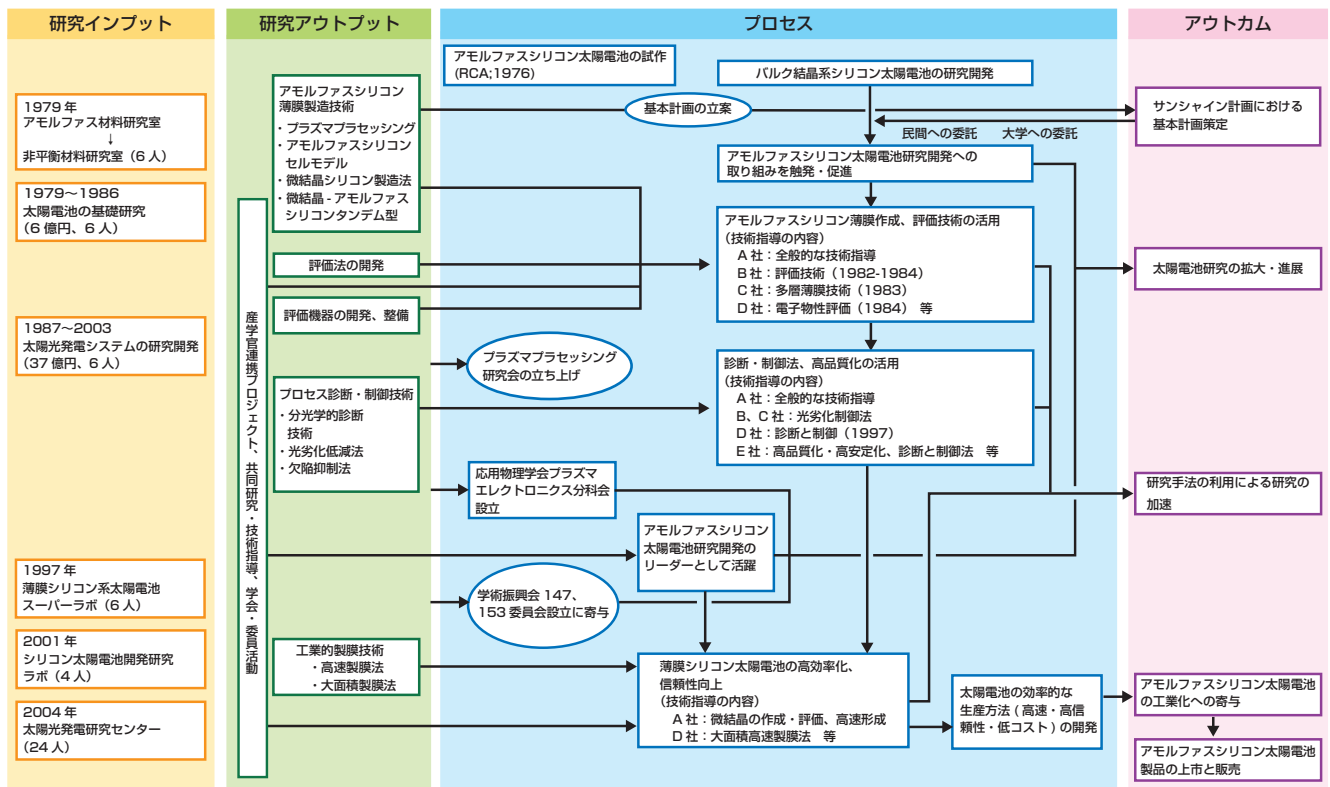 研究インプット
1979 年
アモルファス材料研究室
↓
非平衡材料研究室（6 人）
1979～1986
太陽電池の基礎研究
（6 億円、6 人）
1987～2003
太陽光発電システムの研究開発
（37 億円、6 人）
1997 年
薄膜シリコン系太陽電池
スーパーラボ（6 人）
2001 年
シリコン太陽電池開発研究
ラボ（4 人）
2004 年
太陽光発電研究センター
（24 人）
研究アウトプット
産学官連携プロジェクト、共同研究・技術指導、学会・委員活動
アモルファスシリコン
薄膜製造技術
・プラズマプラセッシング
・アモルファスシリコン
セルモデル
・微結晶シリコン製造法
・微結晶 - アモルファス
シリコンタンデム型
評価法の開発
評価機器の開発、整備
プロセス診断・制御技術
・分光学的診断
技術
・光劣化低減法
・欠陥抑制法
工業的製膜技術
・高速製膜法
・大面積製膜法
プロセス
アモルファスシリコン太陽電池の試作
(RCA;1976)
バルク結晶系シリコン太陽電池の研究開発
基本計画の立案
民間への委託　大学への委託
アモルファスシリコン太陽電池研究開発への
取り組みを触発・促進
アモルファスシリコン薄膜作成、評価技術の活用
（技術指導の内容）
A 社：全般的な技術指導
B 社：評価技術（1982-1984）
C 社：多層薄膜技術（1983）
D 社：電子物性評価（1984） 等
プラズマプラセッシング
研究会の立ち上げ
診断・制御法、高品質化の活用
（技術指導の内容）
A 社：全般的な技術指導
B、C 社：光劣化制御法
D 社：診断と制御（1997）
E 社：高品質化・高安定化、診断と制御法　等
応用物理学会プラズマ
エレクトロニクス分科会
設立
アモルファスシリコン
太陽電池研究開発の
リーダーとして活躍
学術振興会 147、
153 委員会設立に寄与
薄膜シリコン太陽電池の高効率化、
信頼性向上
（技術指導の内容）
A 社：微結晶の作成・評価、高速形成
D 社：大面積高速製膜法　等
太陽電池の効率的な
生産方法 ( 高速・高信
頼性・低コスト ) の開発
アウトカム
サンシャイン計画における
基本計画策定
太陽電池研究の拡大・進展
研究手法の利用による研究の
加速
アモルファスシリコン太陽電池
の工業化への寄与
アモルファスシリコン太陽電池
製品の上市と販売